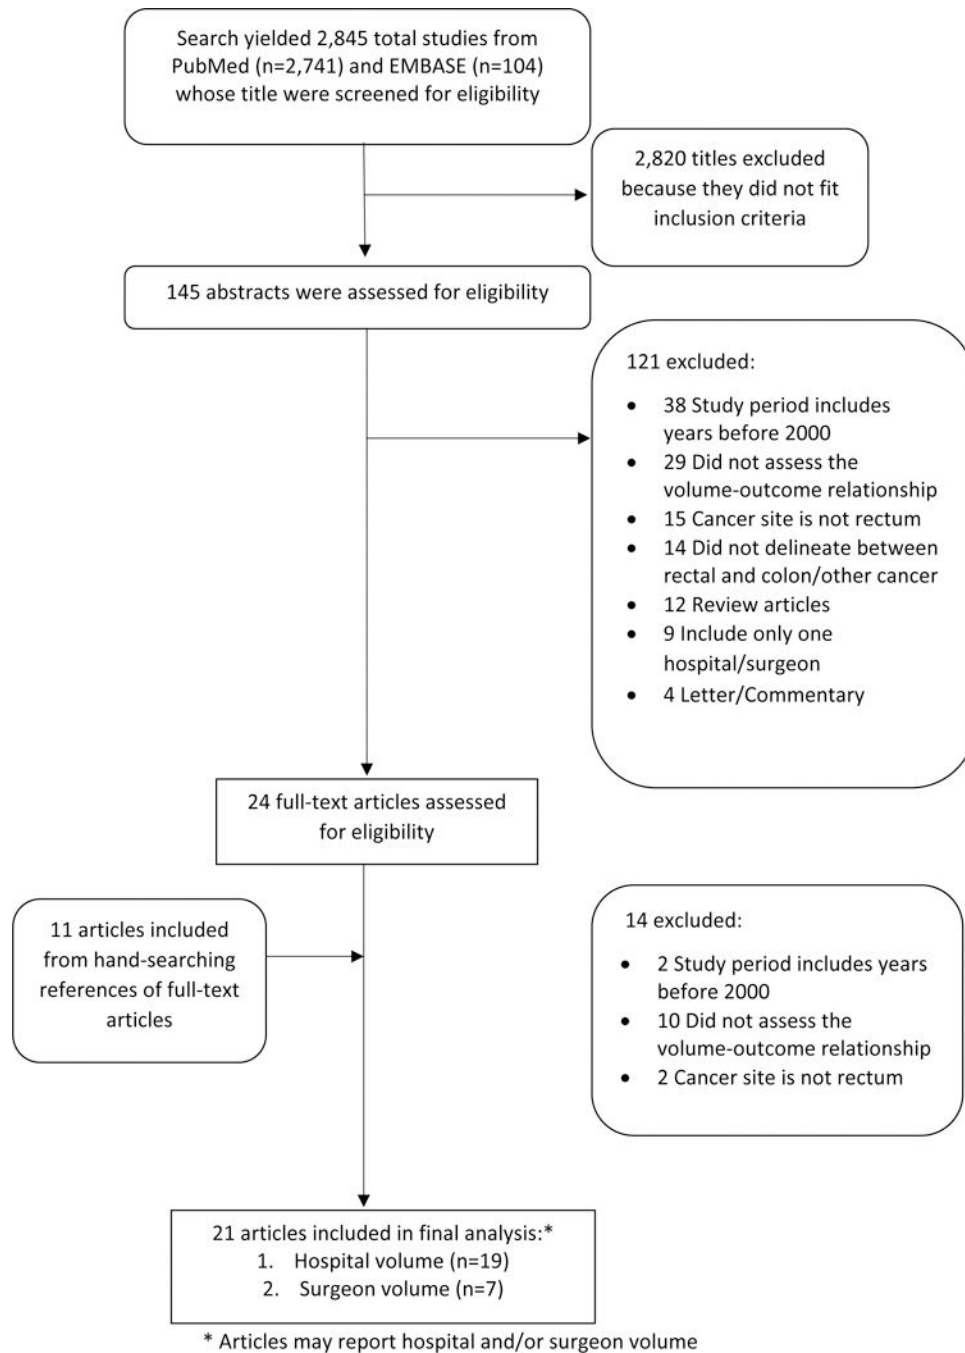 Search yielded 2,845 total studies from
PubMed (n=2,741) and EMBASE (n=104)
whose title were screened for eligibility
2,820 titles excluded
because they did not fit
inclusion criteria
145 abstracts were assessed for eligibility
121 excluded:
• 38 Study period includes
years before 2000
• 29 Did not assess the
volume-outcome relationship
• 15 Cancer site is not rectum
• 14 Did not delineate between
rectal and colon/other cancer
• 12 Review articles
• 9 Include only one
hospital/surgeon
• 4 Letter/Commentary
24 full-text articles assessed
for eligibility
11 articles included
from hand-searching
references of full-text
articles
14 excluded:
• 2 Study period includes years
before 2000
• 10 Did not assess the
volume-outcome relationship
• 2 Cancer site is not rectum
21 articles included in final analysis:*
1. Hospital volume (n=19)
2. Surgeon volume (n=7)
* Articles may report hospital and/or surgeon volume